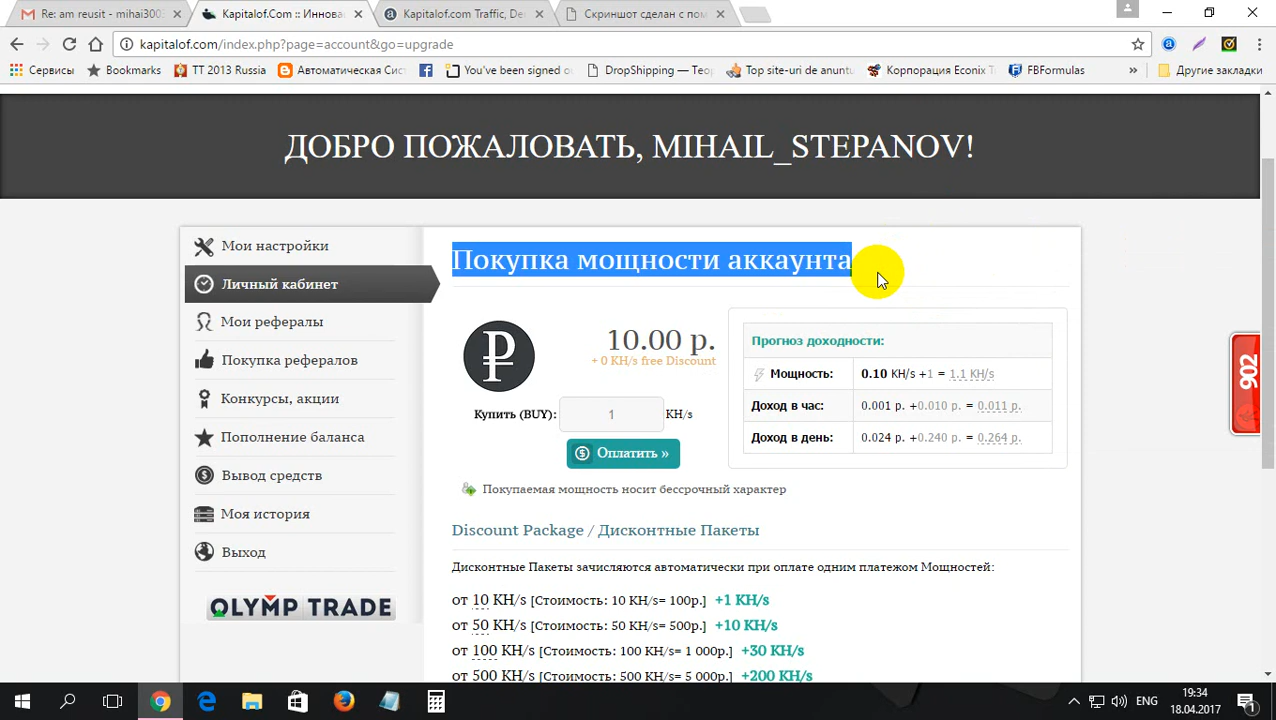 Re: am reusit - mihai300
Kapitalof.Com :: Иннова
Kapitalof.com Traffic, De
Скриншот сделан с пом
kapitalof.com/index.php?page=account&go=upgrade
Сервисы
Bookmarks
TT 2013 Russia
Автоматическая Сис
You've been signed o
DropShipping — Teop
Top site-uri de anuntu
Корпорация Econix T
FBFormulas
»
Другие закладки
ДОБРО ПОЖАЛОВАТЬ, MIHAIL_STEPANOV!
Мои настройки
Личный кабинет
Мои рефералы
Покупка рефералов
Конкурсы, акции
Пополнение баланса
Вывод средств
Моя история
Выход
OLYMP TRADE
Покупка мощности аккаунта
10.00 р.
+ 0 KH/s free Discount
Купить (BUY): 1 KH/s
Оплатить »
Прогноз доходности:
Мощность: 0.10 KH/s +1 = 1.1 KH/s
Доход в час: 0.001 р. +0.010 р. = 0.011 р.
Доход в день: 0.024 р. +0.240 р. = 0.264 р.
Покупаемая мощность носит бессрочный характер
Discount Package / Дисконтные Пакеты
Дисконтные Пакеты зачисляются автоматически при оплате одним платежом Мощностей:
от 10 KH/s [Стоимость: 10 KH/s= 100р.] +1 KH/s
от 50 KH/s [Стоимость: 50 KH/s= 500р.] +10 KH/s
от 100 KH/s [Стоимость: 100 KH/s= 1 000р.] +30 KH/s
от 500 KH/s [Стоимость: 500 KH/s= 5 000р.] +200 KH/s
902
ENG
19:34
18.04.2017
1